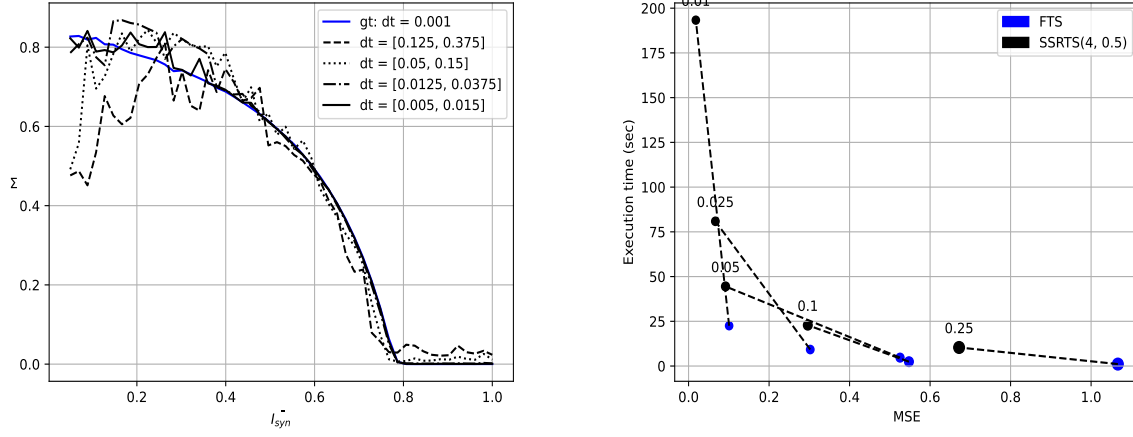 0.8
0.6
0.4
0.2
0.0
Σ
0.2
0.4
0.6
0.8
1.0
I_syn^-
gt: dt = 0.001
dt = [0.125, 0.375]
dt = [0.05, 0.15]
dt = [0.0125, 0.0375]
dt = [0.005, 0.015]
200
175
150
125
100
75
50
25
0
Execution time (sec)
0.0
0.2
0.4
0.6
0.8
1.0
MSE
FTS
SSRTS(4, 0.5)
0.01
0.025
0.05
0.1
0.25